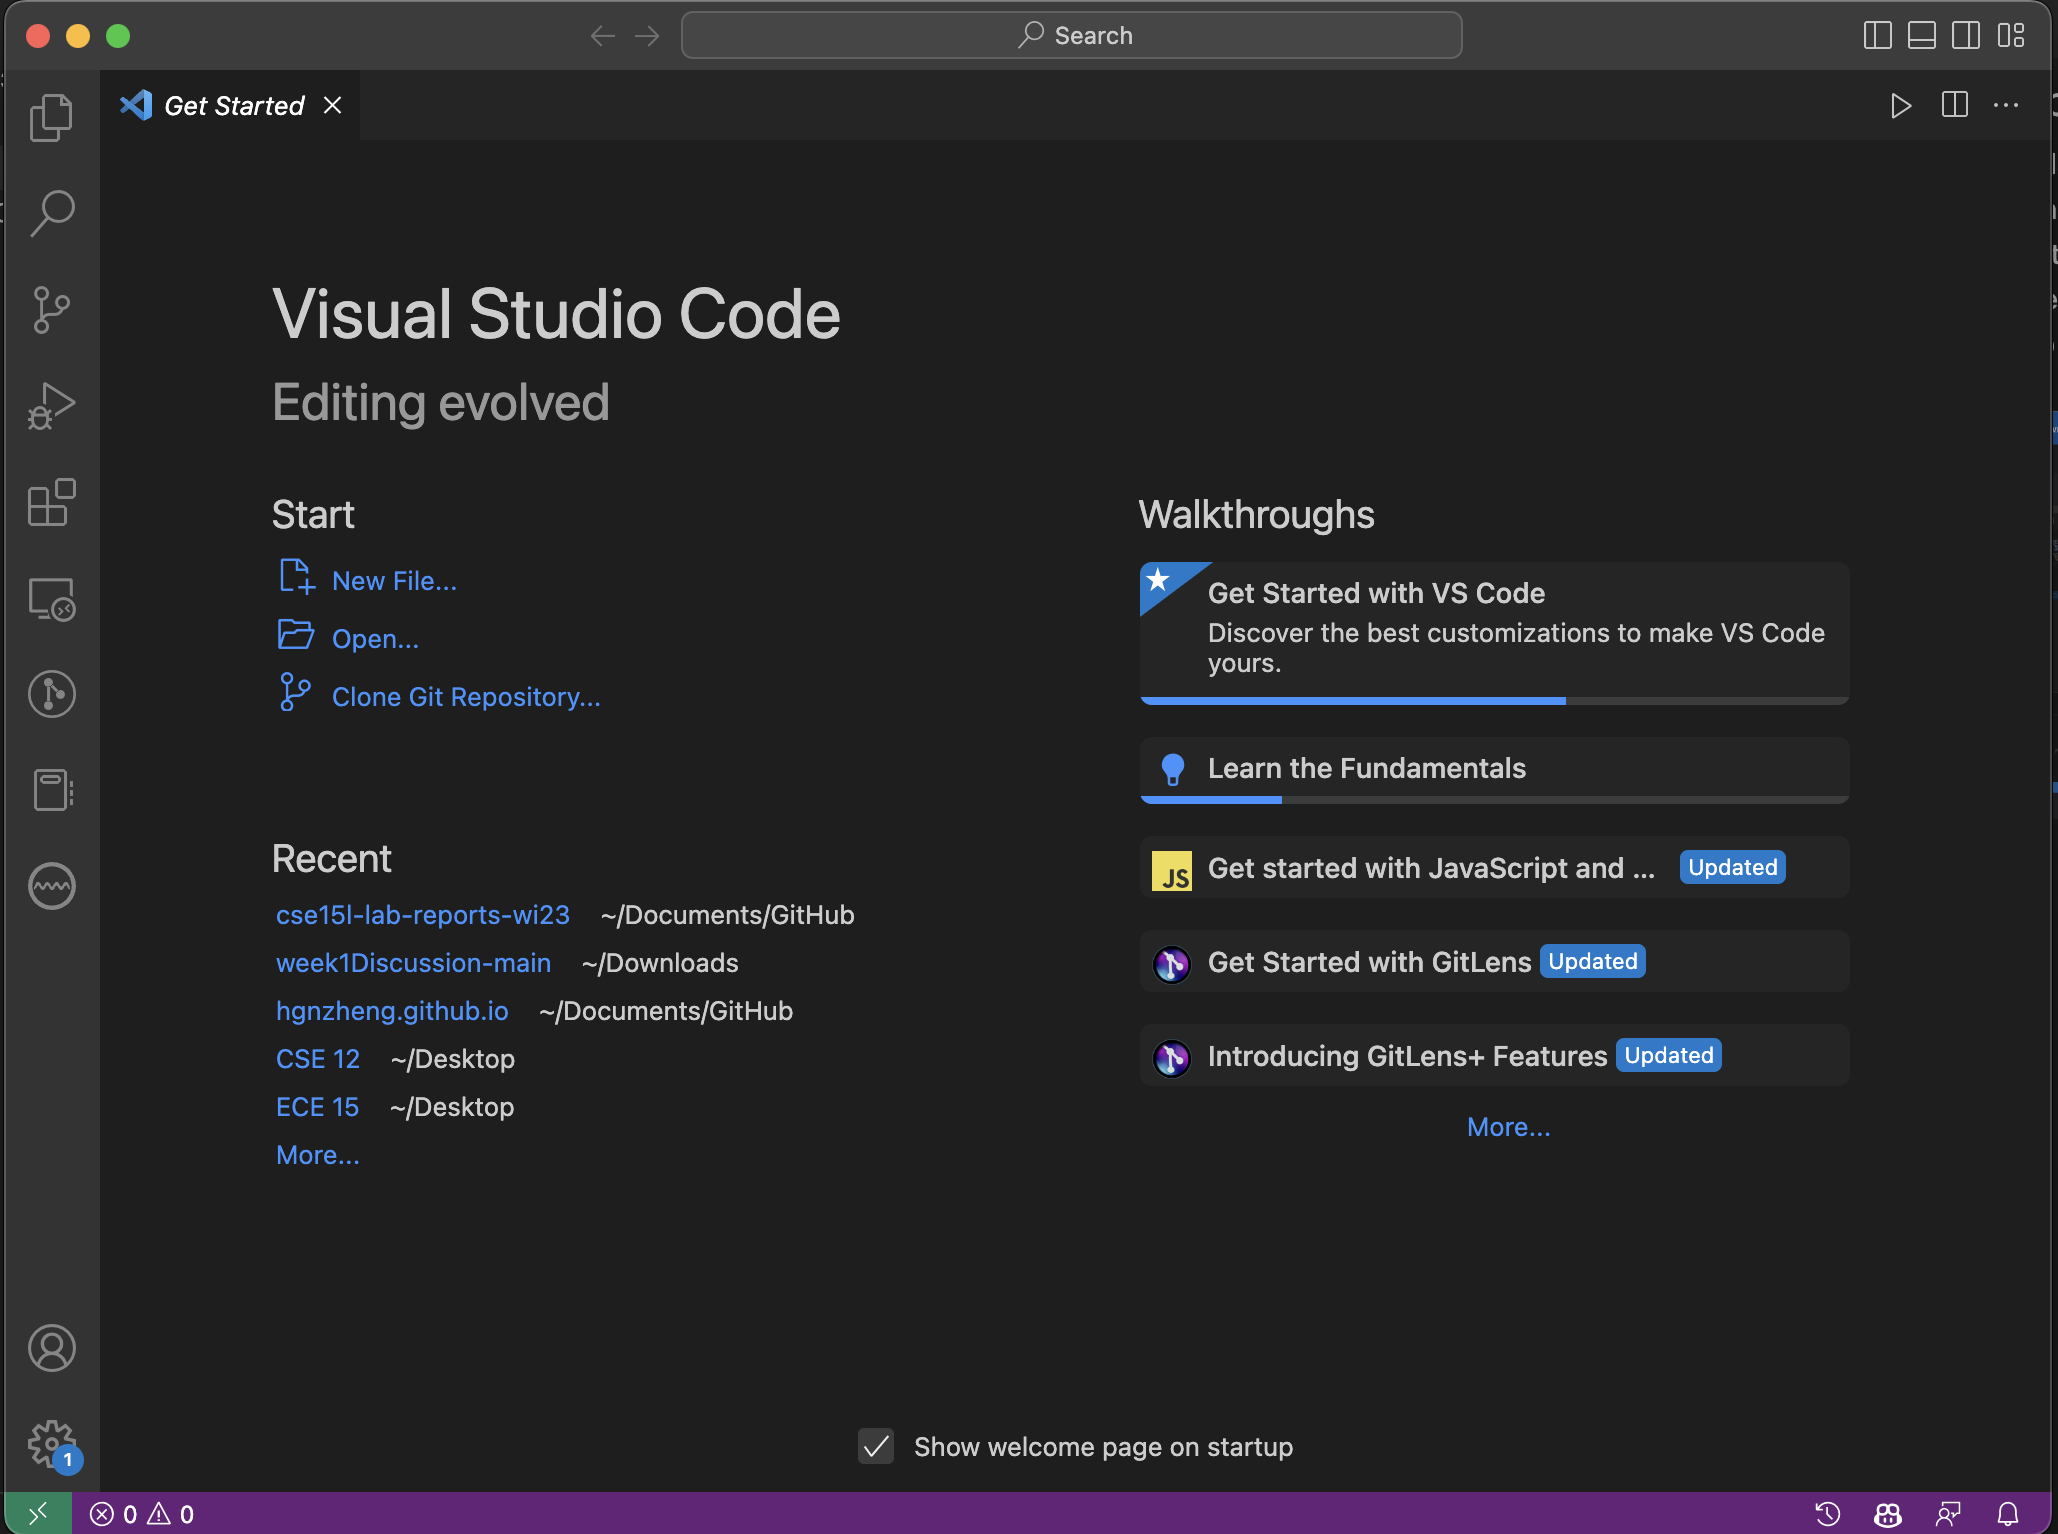 Search
Get Started
Visual Studio Code
Editing evolved
Start
New File...
Open...
Clone Git Repository...
Recent
cse15l-lab-reports-wi23 ~/Documents/GitHub
week1Discussion-main ~/Downloads
hgnzheng.github.io ~/Documents/GitHub
CSE 12 ~/Desktop
ECE 15 ~/Desktop
More...
Walkthroughs
Get Started with VS Code
Discover the best customizations to make VS Code
yours.
Learn the Fundamentals
JS Get started with JavaScript and ... Updated
Get Started with GitLens Updated
Introducing GitLens+ Features Updated
More...
Show welcome page on startup
1
0 0